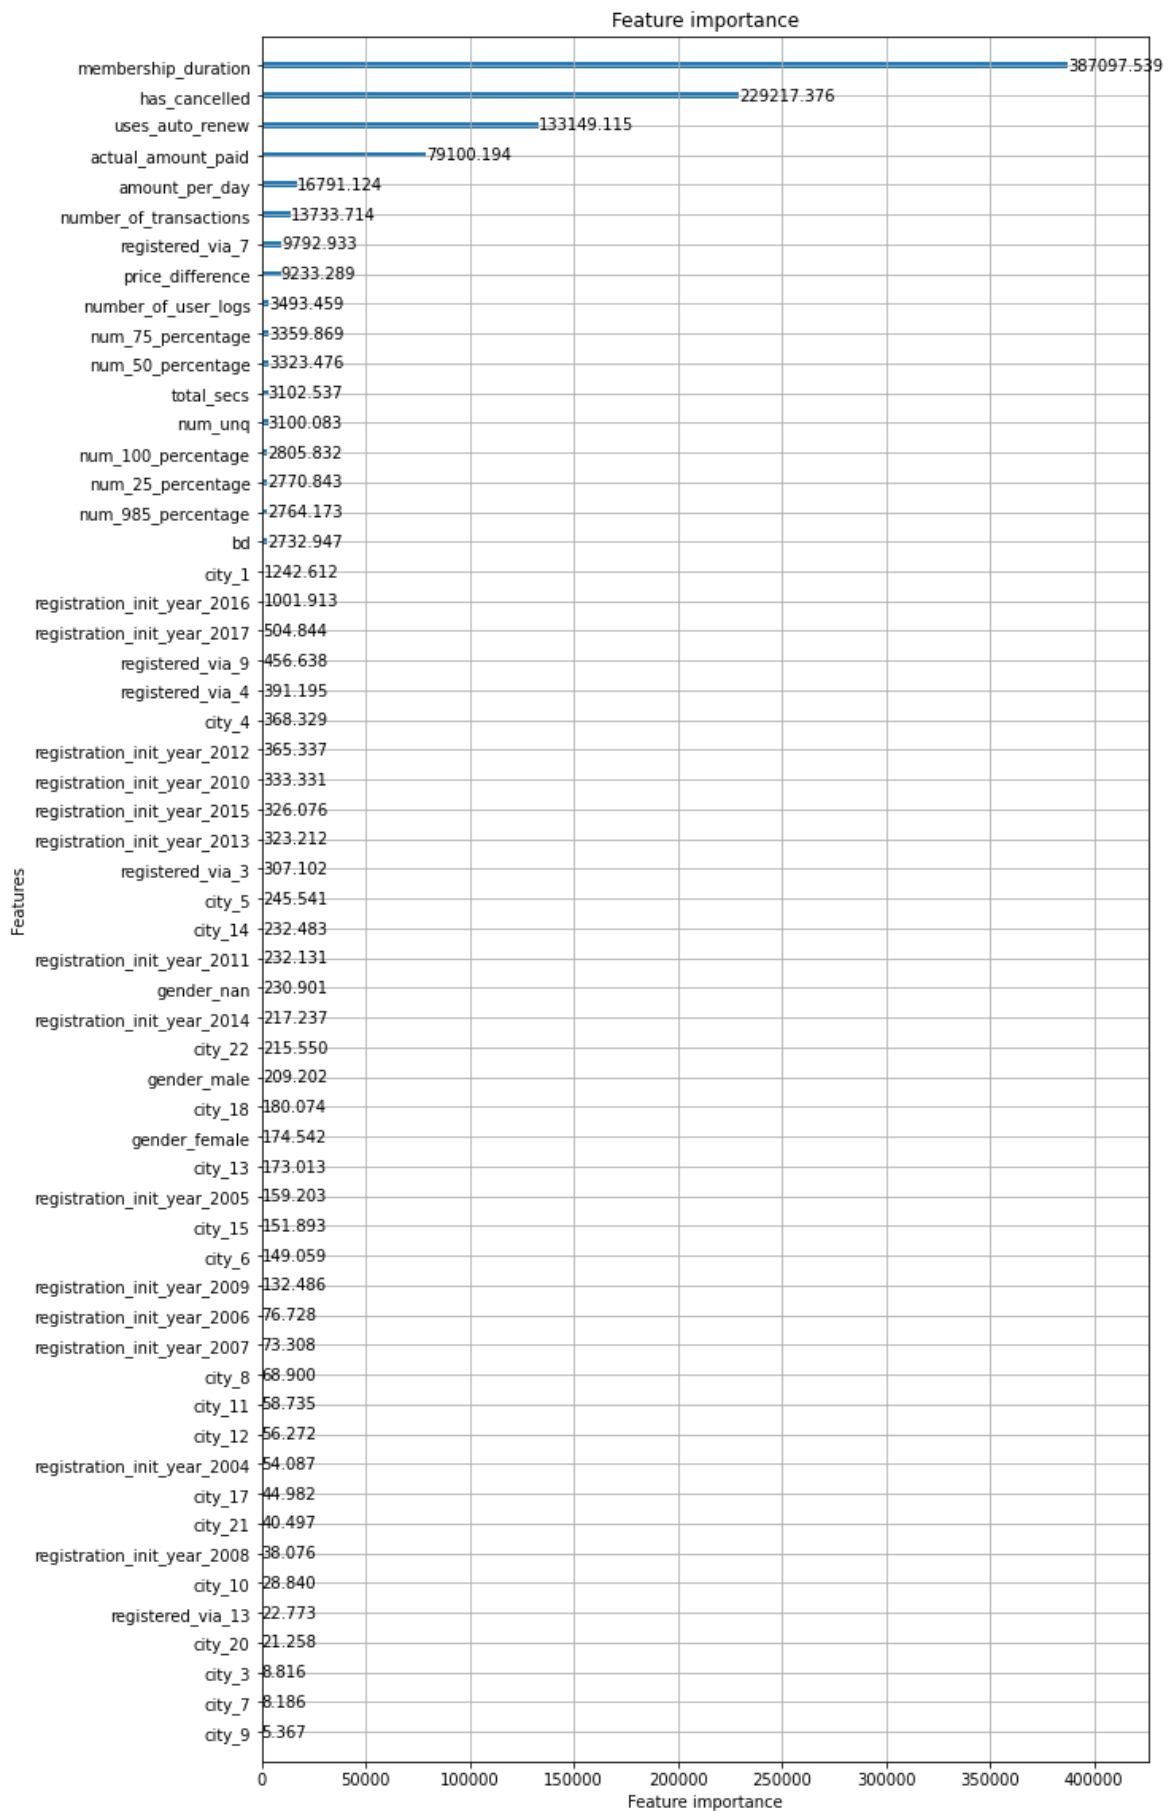 Feature importance
membership_duration 387097.539
has_cancelled 229217.376
uses_auto_renew 133149.115
actual_amount_paid 79100.194
amount_per_day 16791.124
number_of_transactions 13733.714
registered_via_7 9792.933
price_difference 9233.289
number_of_user_logs 3493.459
num_75_percentage 3359.869
num_50_percentage 3323.476
total_secs 3102.537
num_unq 3100.083
num_100_percentage 2805.832
num_25_percentage 2770.843
num_985_percentage 2764.173
bd 2732.947
city_1 1242.612
registration_init_year_2016 1001.913
registration_init_year_2017 504.844
registered_via_9 456.638
registered_via_4 391.195
city_4 368.329
registration_init_year_2012 365.337
registration_init_year_2010 333.331
registration_init_year_2015 326.076
registration_init_year_2013 323.212
registered_via_3 307.102
city_5 245.541
city_14 232.483
registration_init_year_2011 232.131
gender_nan 230.901
registration_init_year_2014 217.237
city_22 215.550
gender_male 209.202
city_18 180.074
gender_female 174.542
city_13 173.013
registration_init_year_2005 159.203
city_15 151.893
city_6 149.059
registration_init_year_2009 132.486
registration_init_year_2006 76.728
registration_init_year_2007 73.308
city_8 68.900
city_11 58.735
city_12 56.272
registration_init_year_2004 54.087
city_17 44.982
city_21 40.497
registration_init_year_2008 38.076
city_10 28.840
registered_via_13 22.773
city_20 21.258
city_3 8.816
city_7 8.186
city_9 5.367
Features
0 50000 100000 150000 200000 250000 300000 350000 400000
Feature importance